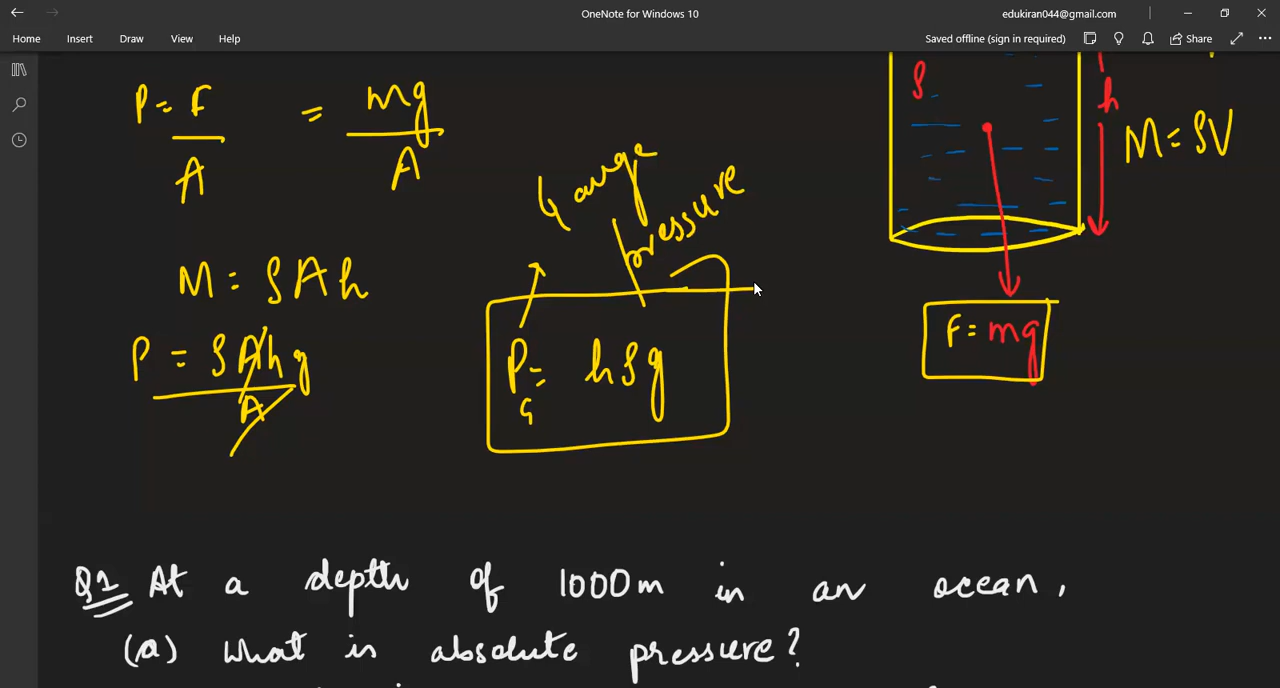 OneNote for Windows 10
edukiran044@gmail.com
Home Insert Draw View Help
Saved offline (sign in required)
Share
P = F/A = mg/A
ρ
h
M = ρV
Gauge
pressure
M = ρAh
P = ρAhg/A
P_G = hρg
F = mg
Q1 At a depth of 1000m in an ocean,
(a) What is absolute pressure?